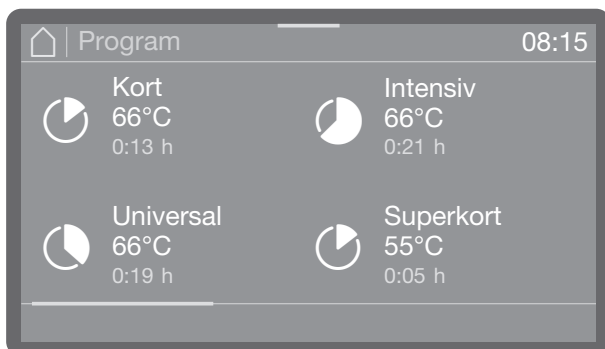 Program
08:15
Kort
66°C
0:13 h
Intensiv
66°C
0:21 h
Universal
66°C
0:19 h
Superkort
55°C
0:05 h